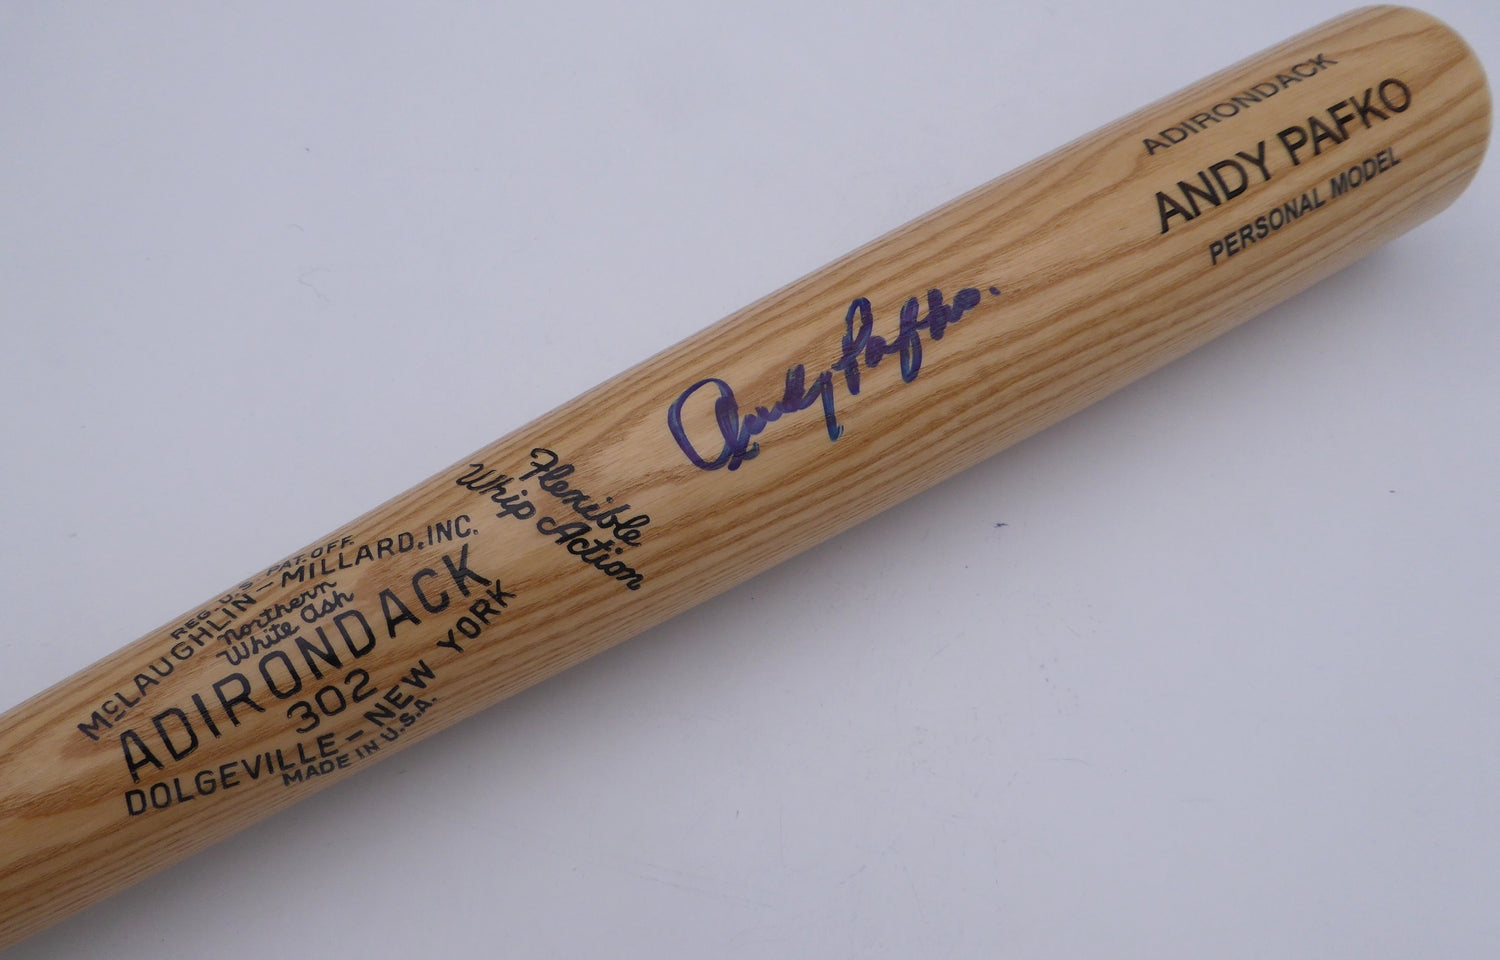 ADIRONDACK
ANDY PAFKO
PERSONAL MODEL
Andy Pafko.
Flexible
Whip Action
REG. U.S. PAT. OFF.
McLAUGHLIN-MILLARD, INC.
Northern
White Ash
ADIRONDACK
302
DOLGEVILLE-NEW YORK
MADE IN U.S.A.